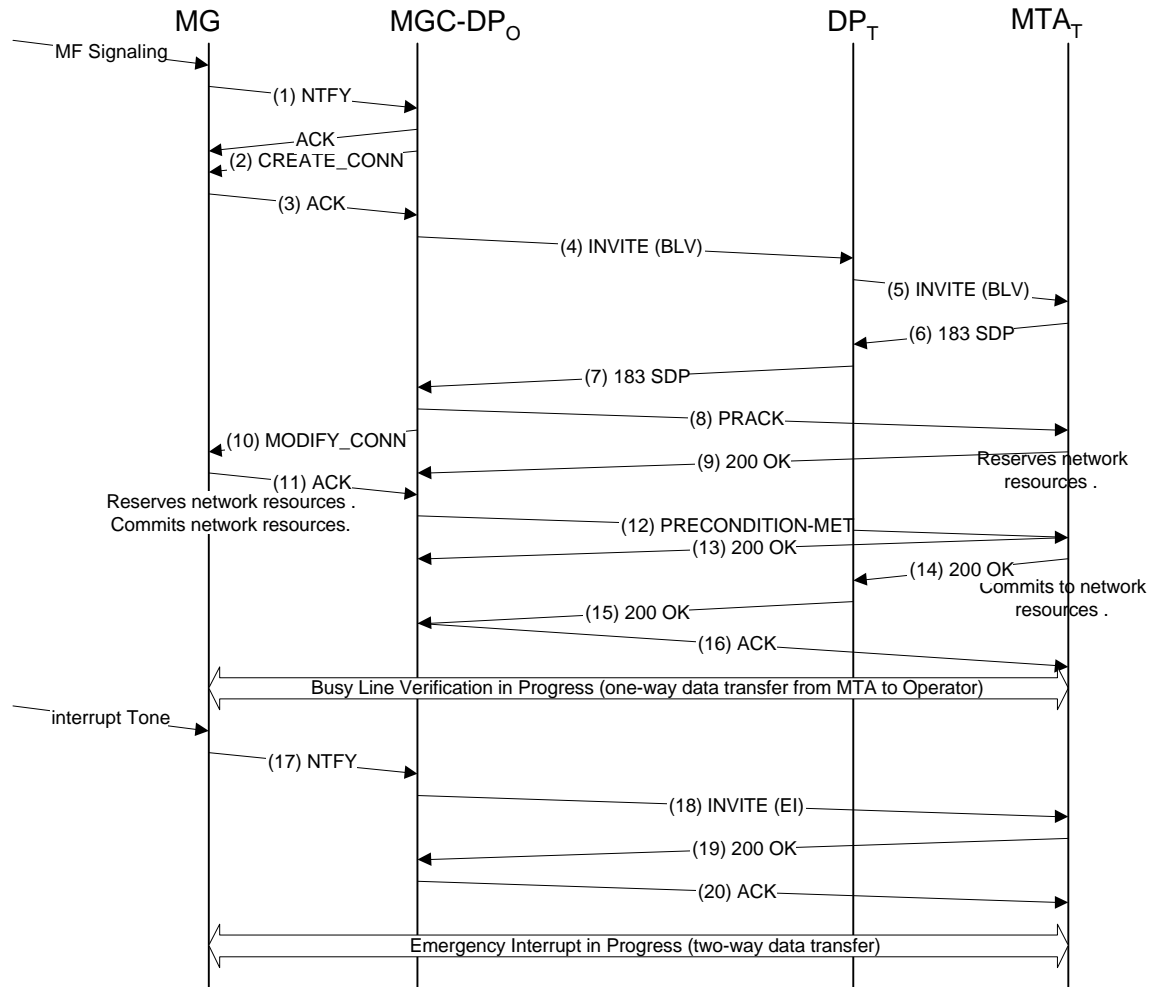 MG MGC-DPO DPT MTAT
MF Signaling
(1) NTFY
ACK
(2) CREATE_CONN
(3) ACK
(4) INVITE (BLV)
(5) INVITE (BLV)
(6) 183 SDP
(7) 183 SDP
(8) PRACK
(10) MODIFY_CONN
(9) 200 OK
Reserves network
resources .
(11) ACK
Reserves network resources .
Commits network resources.
(12) PRECONDITION-MET
(13) 200 OK
(14) 200 OK
Commits to network
resources .
(15) 200 OK
(16) ACK
Busy Line Verification in Progress (one-way data transfer from MTA to Operator)
interrupt Tone
(17) NTFY
(18) INVITE (EI)
(19) 200 OK
(20) ACK
Emergency Interrupt in Progress (two-way data transfer)